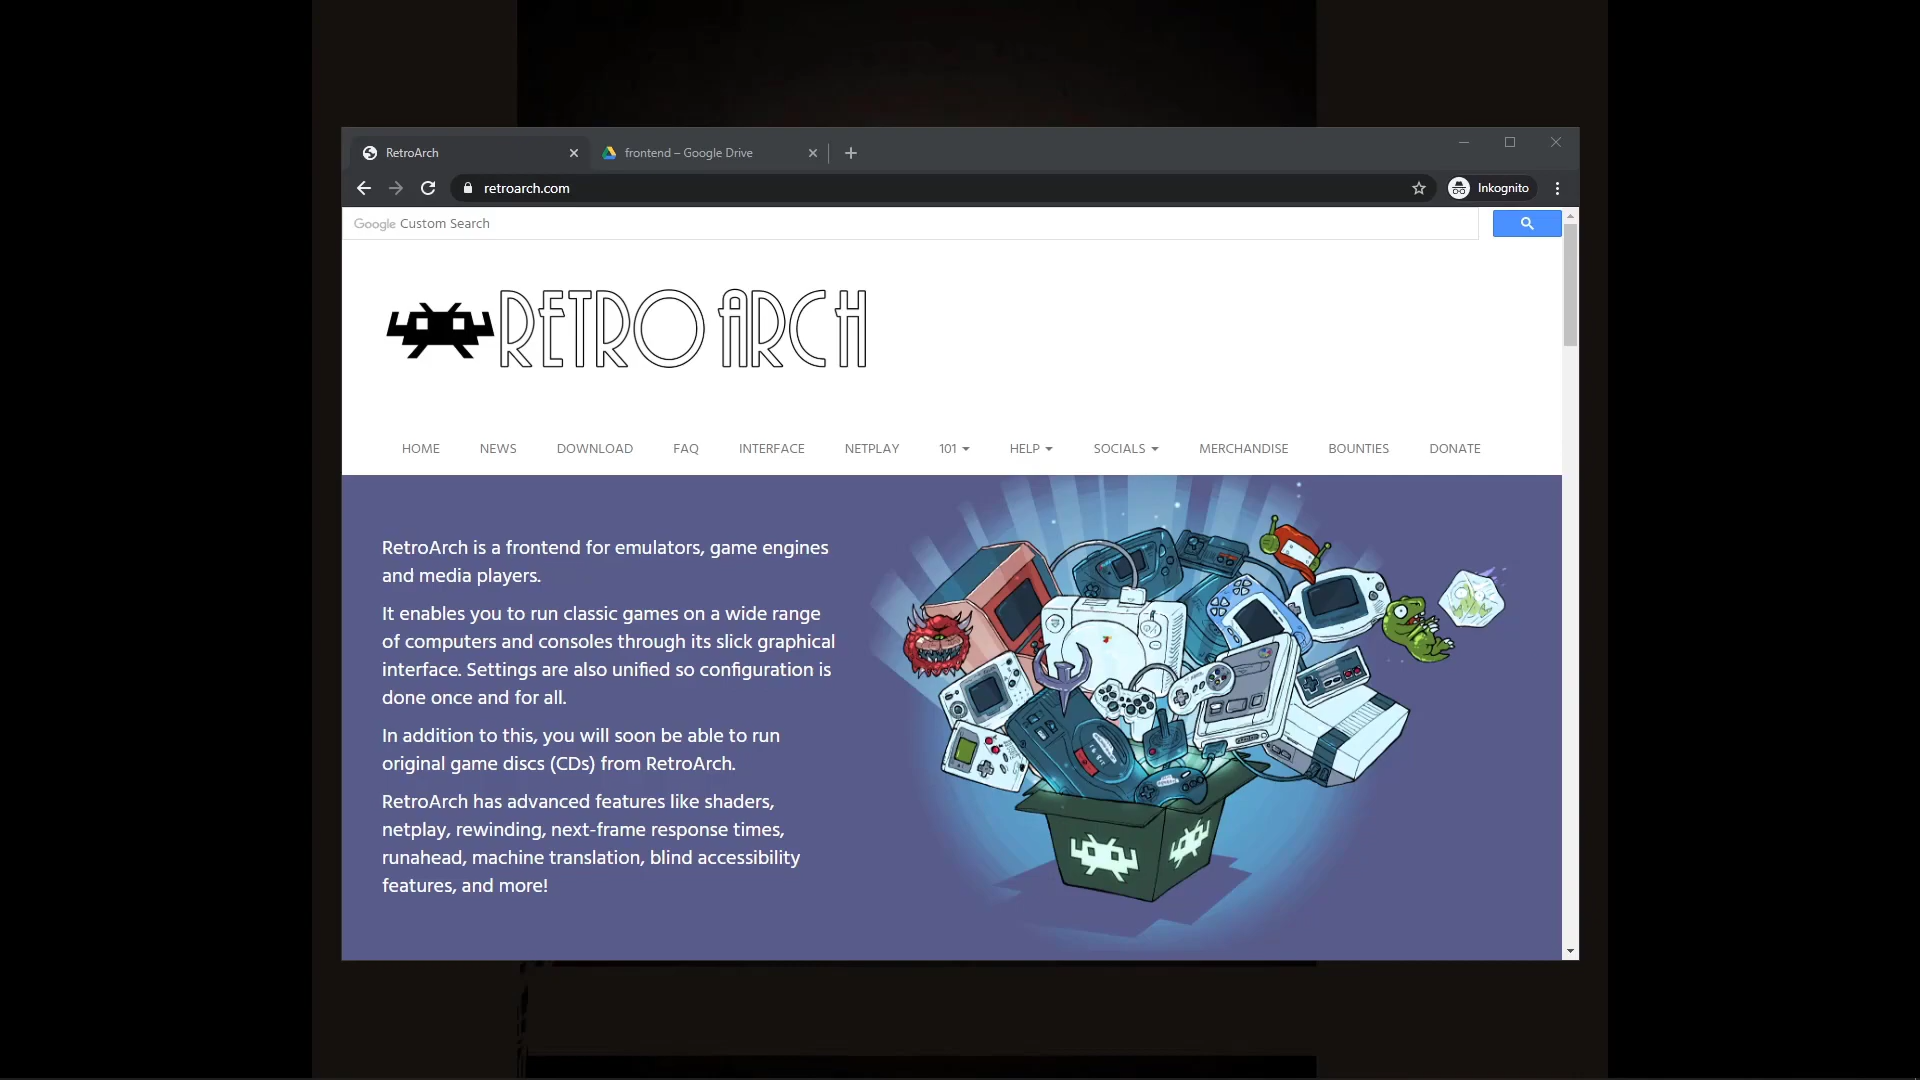 RetroArch
frontend – Google Drive
retroarch.com
Inkognito
Google Custom Search
RETRO ARCH
HOME NEWS DOWNLOAD FAQ INTERFACE NETPLAY 101 HELP SOCIALS MERCHANDISE BOUNTIES DONATE
RetroArch is a frontend for emulators, game engines
and media players.
It enables you to run classic games on a wide range
of computers and consoles through its slick graphical
interface. Settings are also unified so configuration is
done once and for all.
In addition to this, you will soon be able to run
original game discs (CDs) from RetroArch.
RetroArch has advanced features like shaders,
netplay, rewinding, next-frame response times,
runahead, machine translation, blind accessibility
features, and more!